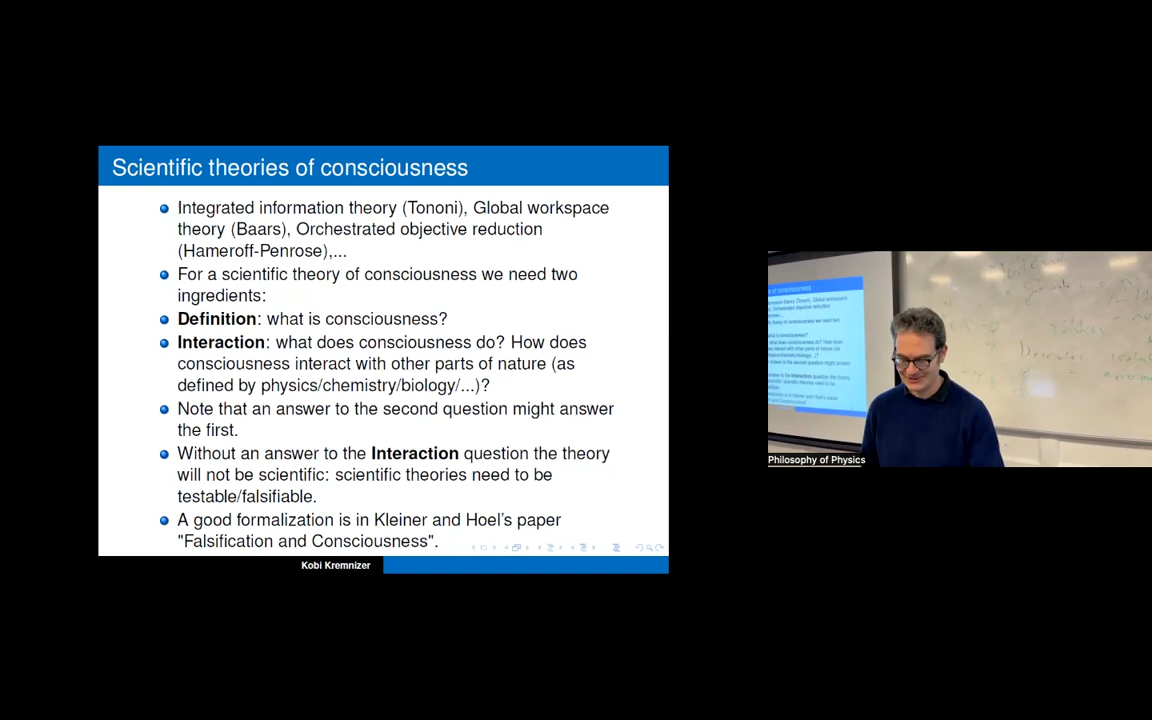 Scientific theories of consciousness
Integrated information theory (Tononi), Global workspace
theory (Baars), Orchestrated objective reduction
(Hameroff-Penrose),...
For a scientific theory of consciousness we need two
ingredients:
Definition: what is consciousness?
Interaction: what does consciousness do? How does
consciousness interact with other parts of nature (as
defined by physics/chemistry/biology/...)?
Note that an answer to the second question might answer
the first.
Without an answer to the Interaction question the theory
will not be scientific: scientific theories need to be
testable/falsifiable.
A good formalization is in Kleiner and Hoel's paper
"Falsification and Consciousness".
Kobi Kremnizer
Philosophy of Physics